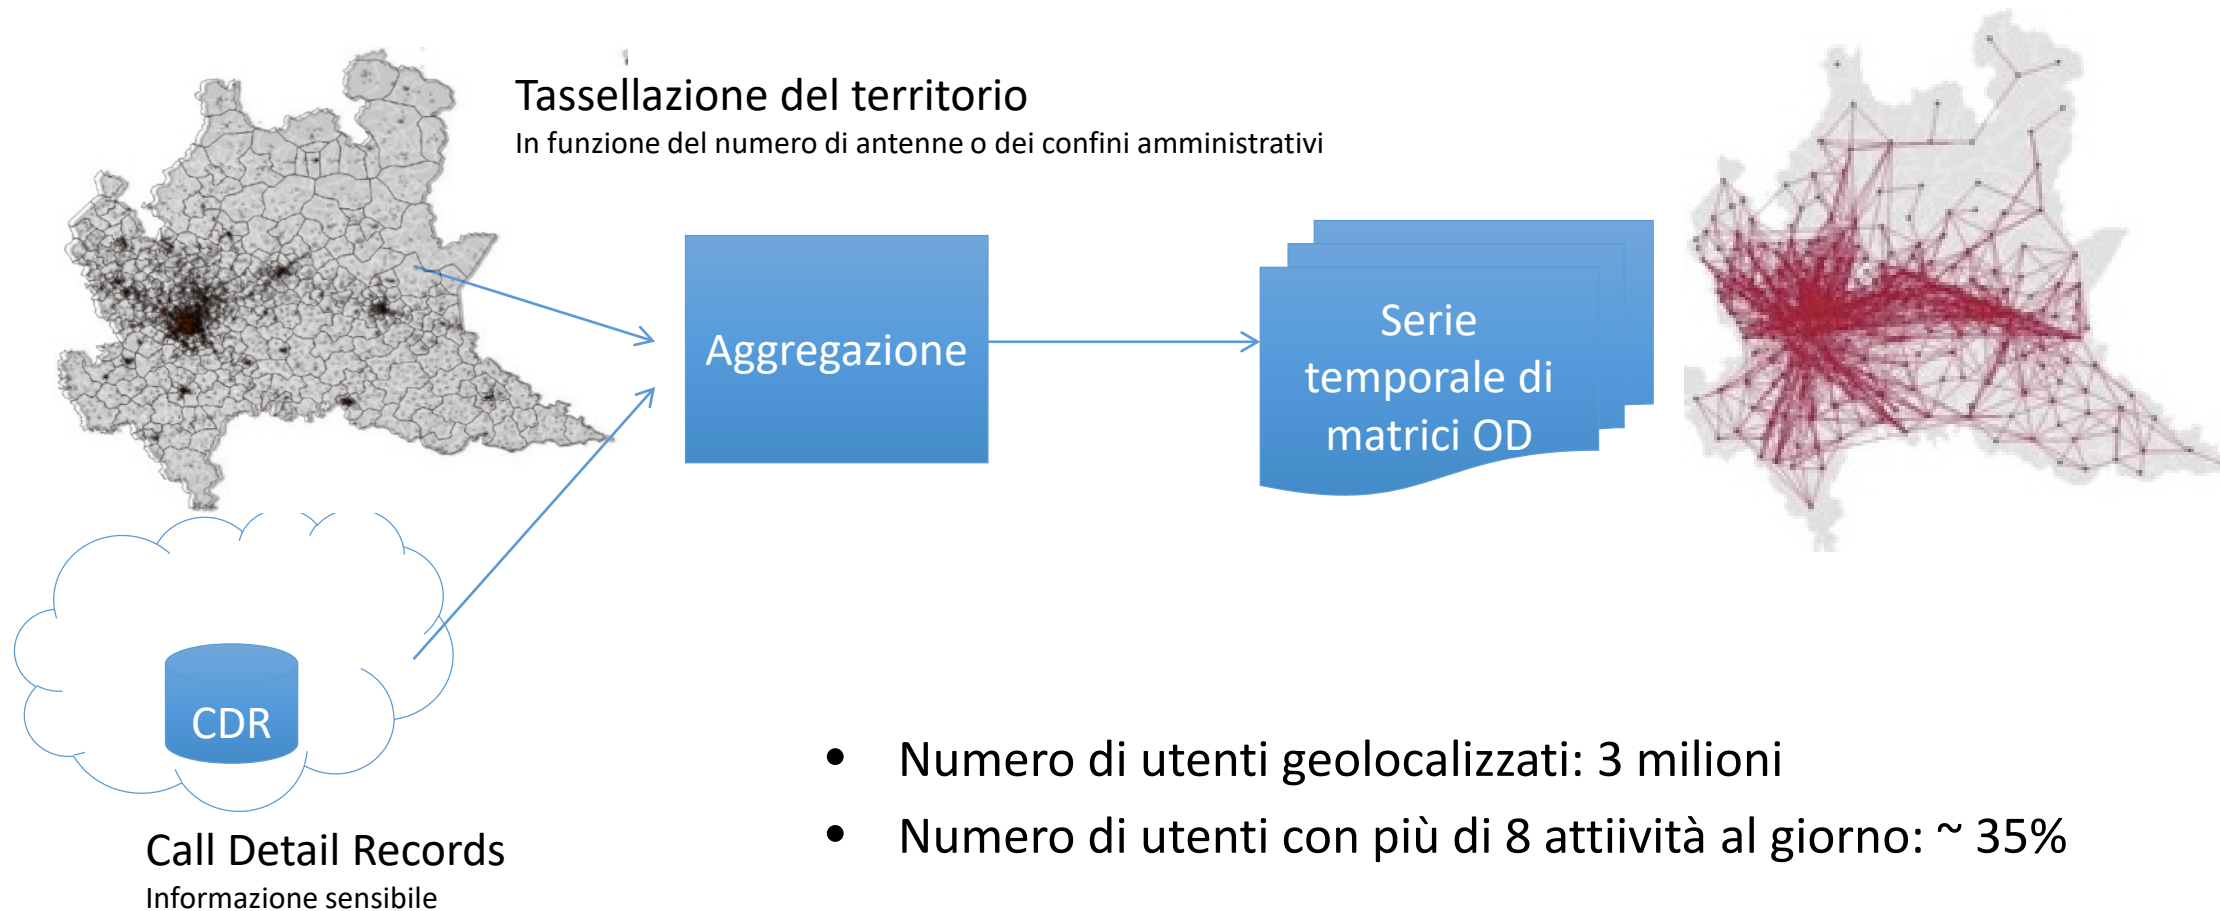 Tassellazione del territorio
In funzione del numero di antenne o dei confini amministrativi
Aggregazione
Serie
temporale di
matrici OD
CDR
Call Detail Records
Informazione sensibile
• Numero di utenti geolocalizzati: 3 milioni
• Numero di utenti con più di 8 attiività al giorno: ~ 35%